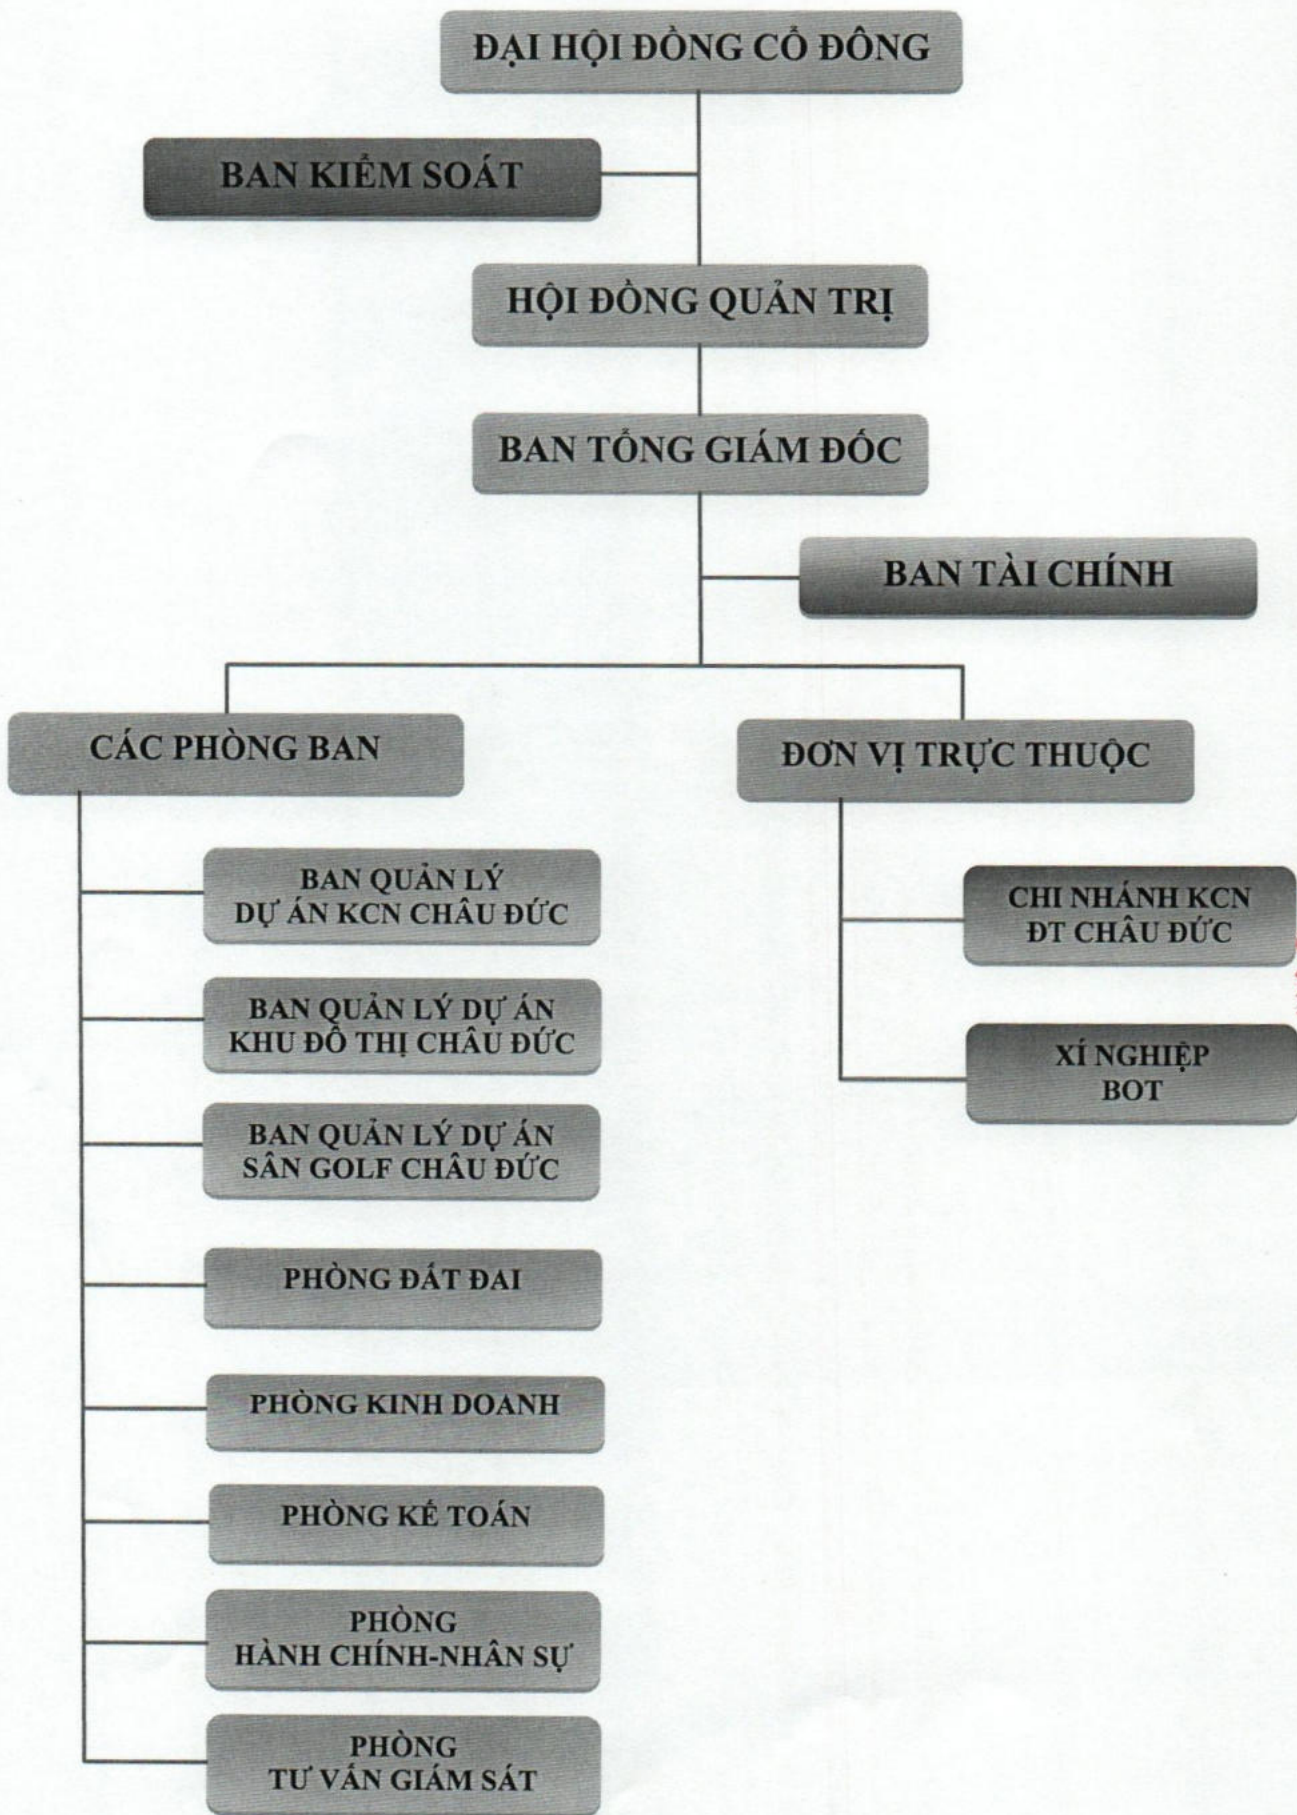 ĐẠI HỘI ĐỒNG CỔ ĐÔNG
BAN KIỂM SOÁT
HỘI ĐỒNG QUẢN TRỊ
BAN TỔNG GIÁM ĐỐC
BAN TÀI CHÍNH
CÁC PHÒNG BAN
ĐƠN VỊ TRỰC THUỘC
BAN QUẢN LÝ
DỰ ÁN KCN CHÂU ĐỨC
BAN QUẢN LÝ DỰ ÁN
KHU ĐÔ THỊ CHÂU ĐỨC
BAN QUẢN LÝ DỰ ÁN
SÂN GOLF CHÂU ĐỨC
PHÒNG ĐẤT ĐAI
PHÒNG KINH DOANH
PHÒNG KẾ TOÁN
PHÒNG
HÀNH CHÍNH-NHÂN SỰ
PHÒNG
TƯ VẤN GIÁM SÁT
CHI NHÁNH KCN
ĐT CHÂU ĐỨC
XÍ NGHIỆP
BOT